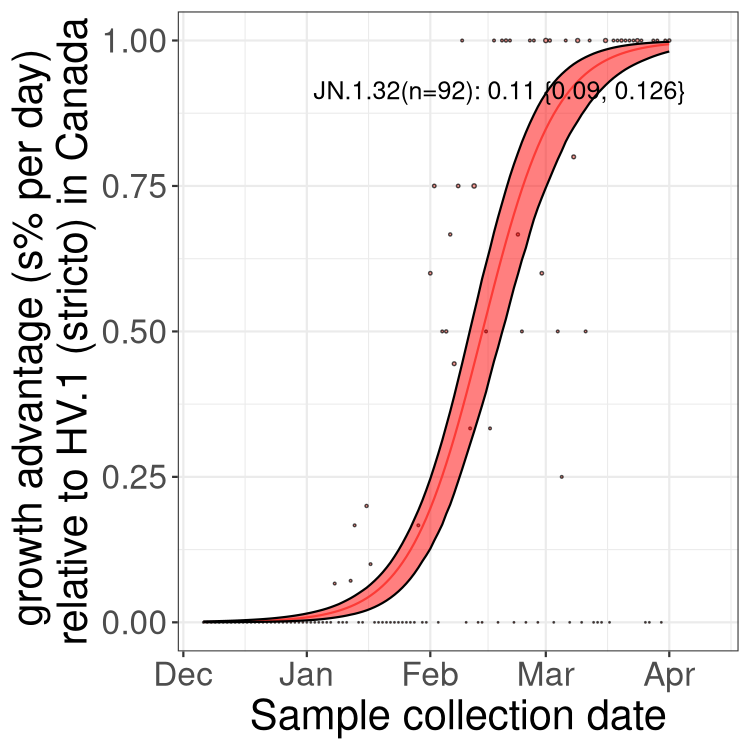 growth advantage (s% per day)
relative to HV.1 (stricto) in Canada
1.00
0.75
0.50
0.25
0.00
JN.1.32(n=92): 0.11 {0.09, 0.126}
Dec Jan Feb Mar Apr
Sample collection date